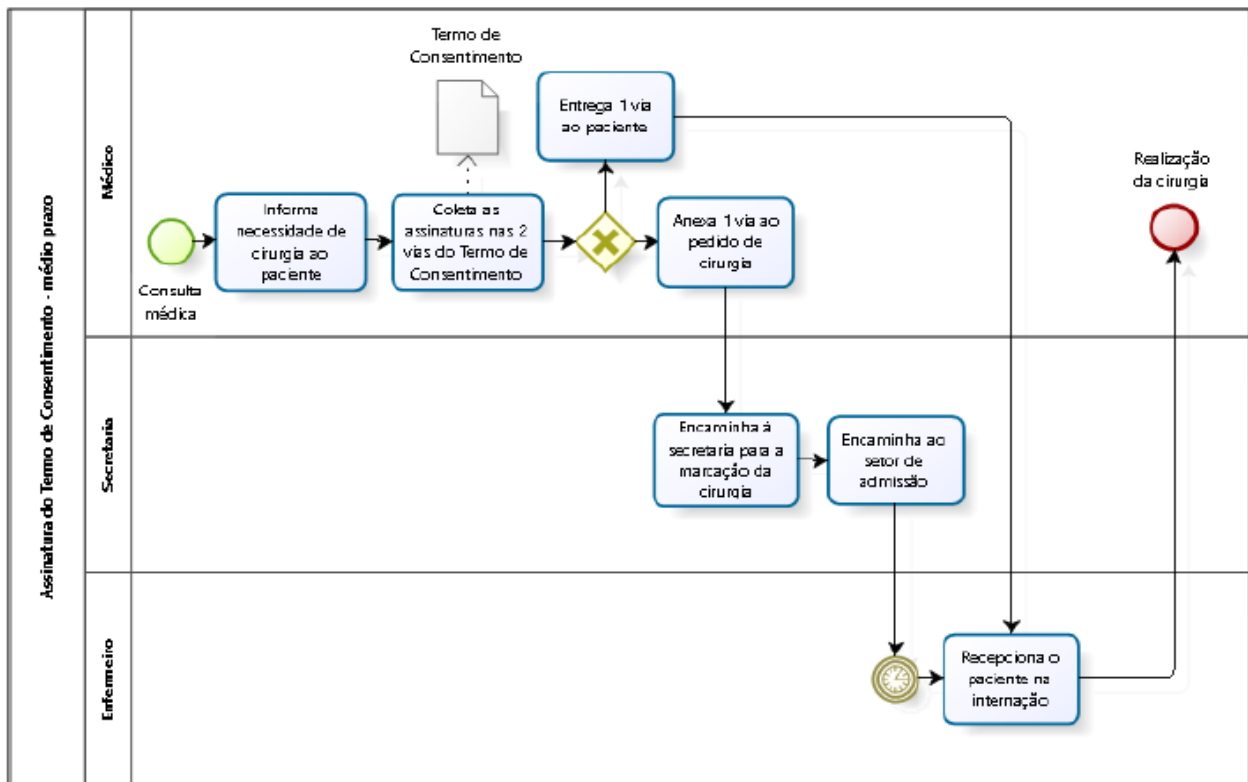 Assinatura do Termo de Consentimento - médio prazo
Médico
Consulta
médica
Informa
necessidade de
cirurgia ao
paciente
Termo de
Consentimento
Coleta as
assinaturas nas 2
vias do Termo de
Consentimento
Entrega 1 via
ao paciente
Anexa 1 via ao
pedido de
cirurgia
Realização
da cirurgia
Secretaria
Encaminha à
secretaria para a
marcação da
cirurgia
Encaminha ao
setor de
admissão
Enfermeiro
Recepciona o
paciente na
internação